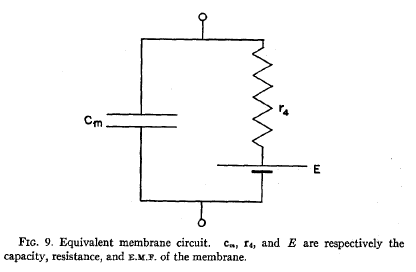 Cm
r4
E
FIG. 9. Equivalent membrane circuit. cm, r4, and E are respectively the
capacity, resistance, and E.M.F. of the membrane.